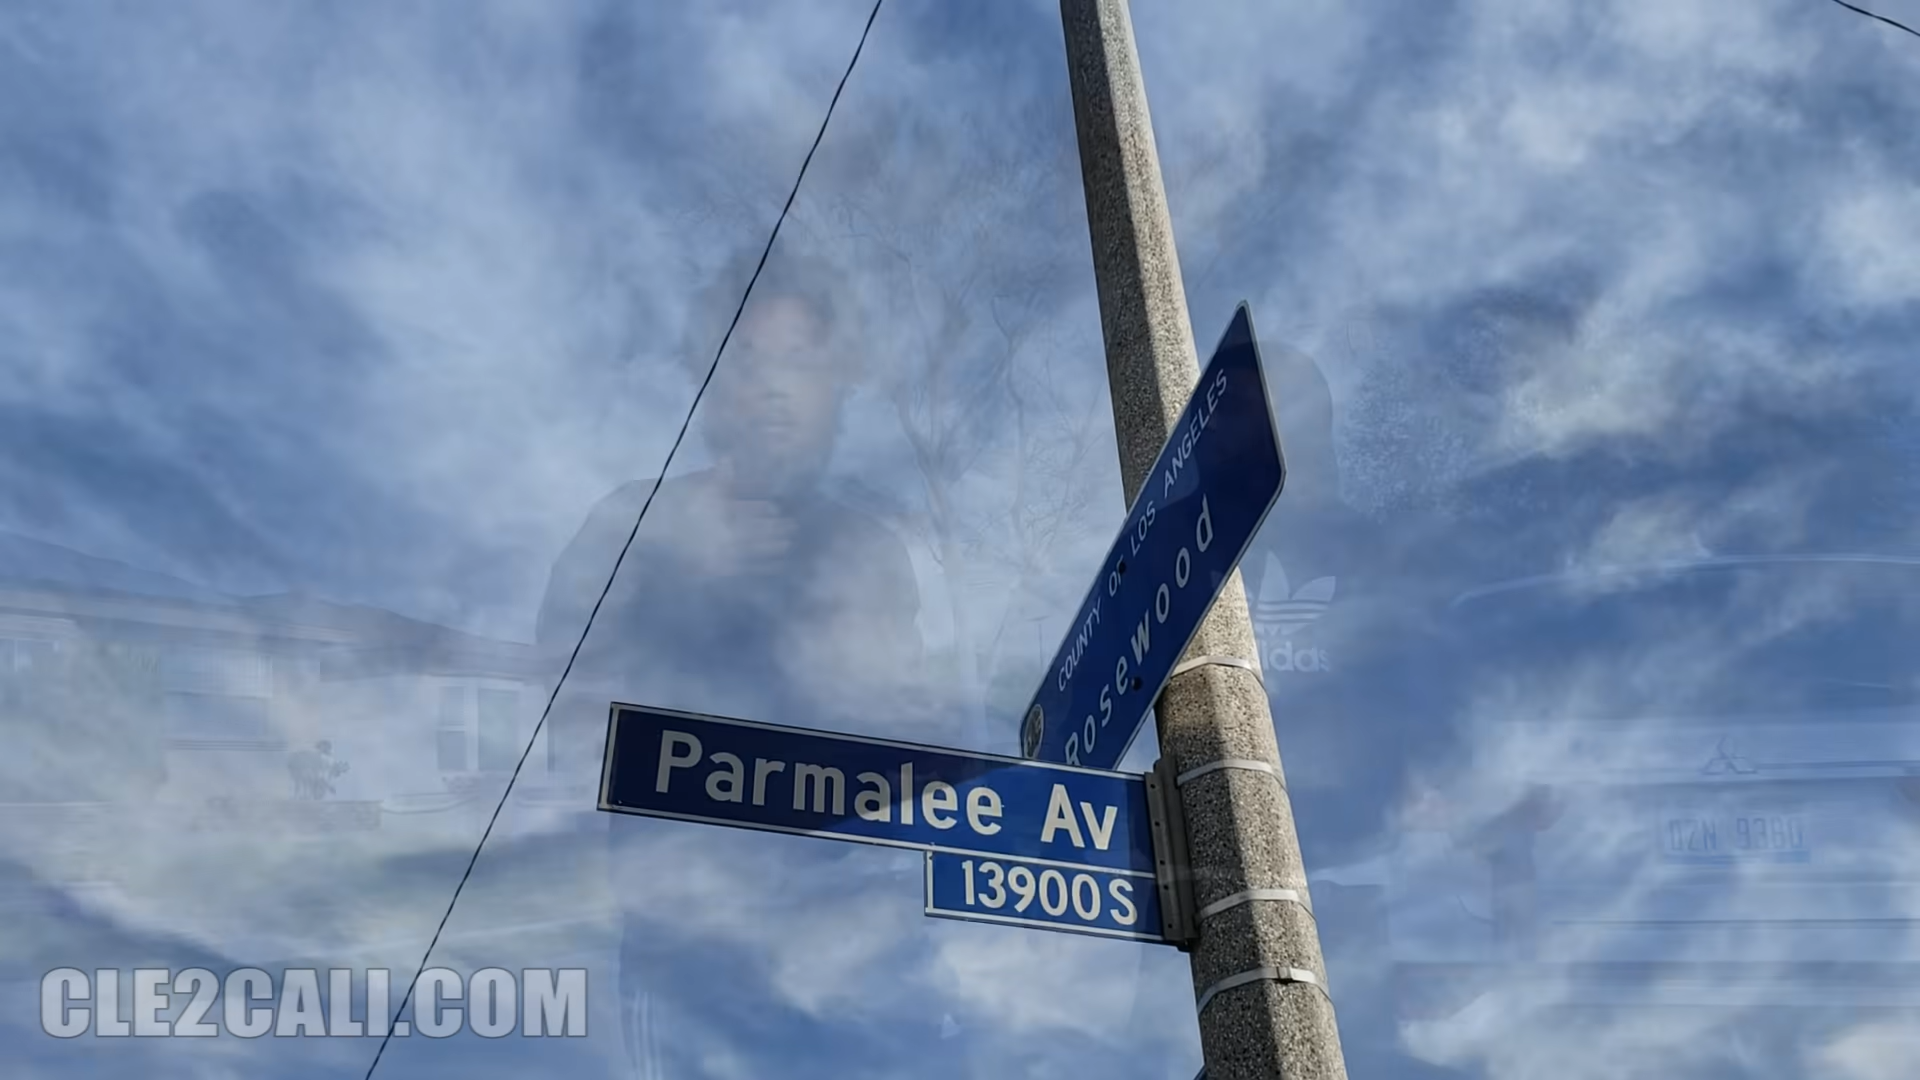 COUNTY OF LOS ANGELES
Rosewood
Parmalee Av
13900 S
CLE2CALI.COM